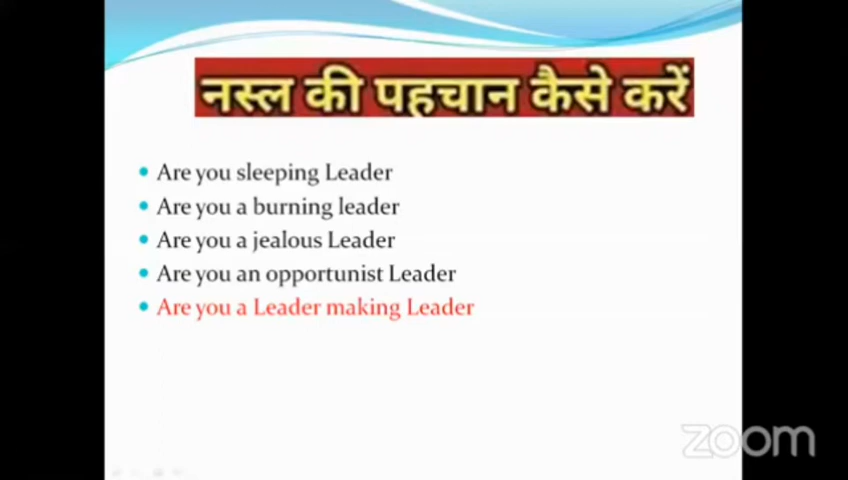 नस्ल की पहचान कैसे करें
Are you sleeping Leader
Are you a burning leader
Are you a jealous Leader
Are you an opportunist Leader
Are you a Leader making Leader
zoom